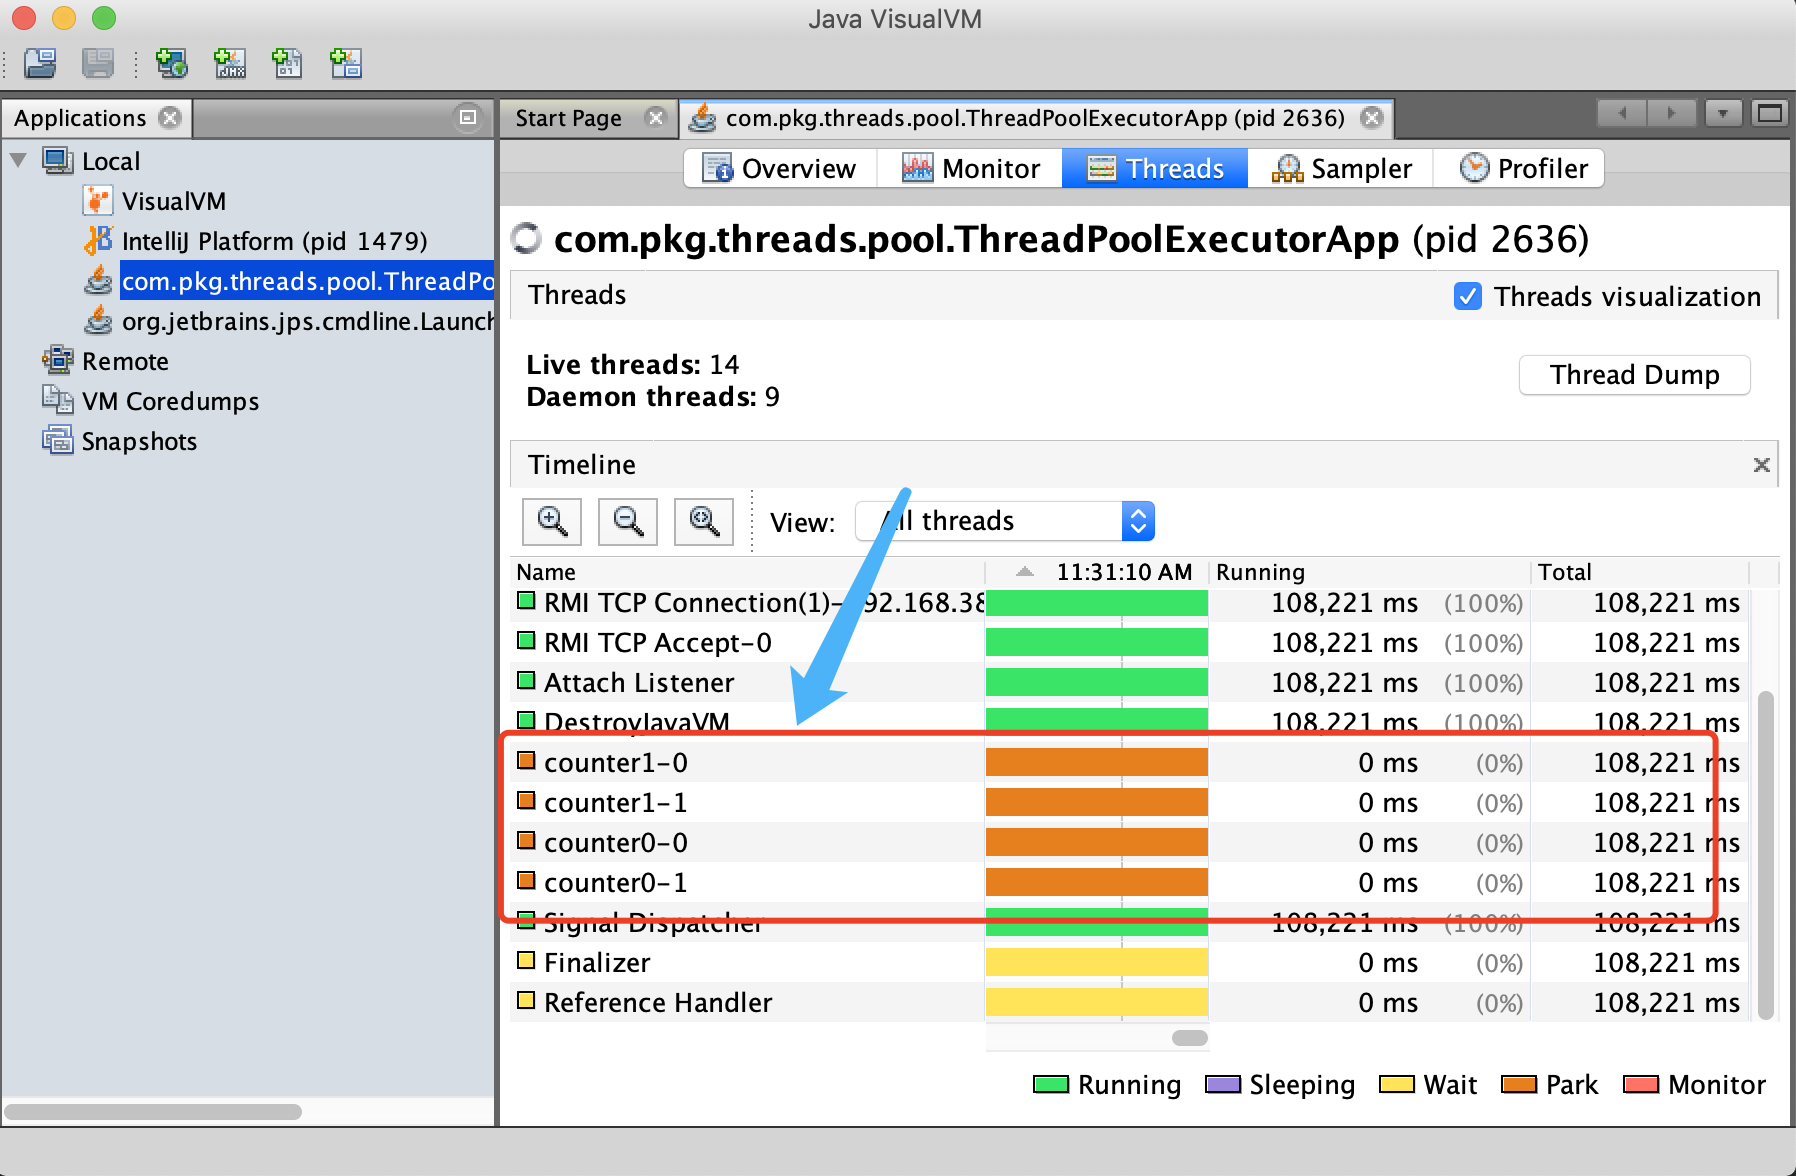 Java VisualVM
Applications
Start Page
com.pkg.threads.pool.ThreadPoolExecutorApp (pid 2636)
Local
VisualVM
IntelliJ Platform (pid 1479)
com.pkg.threads.pool.ThreadPo
org.jetbrains.jps.cmdline.Launch
Remote
VM Coredumps
Snapshots
Overview Monitor Threads Sampler Profiler
com.pkg.threads.pool.ThreadPoolExecutorApp (pid 2636)
Threads Threads visualization
Live threads: 14
Daemon threads: 9
Thread Dump
Timeline
View: All threads
Name 11:31:10 AM Running Total
RMI TCP Connection(1)-192.168.38 108,221 ms (100%) 108,221 ms
RMI TCP Accept-0 108,221 ms (100%) 108,221 ms
Attach Listener 108,221 ms (100%) 108,221 ms
DestroyJavaVM 108,221 ms (100%) 108,221 ms
counter1-0 0 ms (0%) 108,221 ms
counter1-1 0 ms (0%) 108,221 ms
counter0-0 0 ms (0%) 108,221 ms
counter0-1 0 ms (0%) 108,221 ms
Signal Dispatcher 108,221 ms (100%) 108,221 ms
Finalizer 0 ms (0%) 108,221 ms
Reference Handler 0 ms (0%) 108,221 ms
Running Sleeping Wait Park Monitor